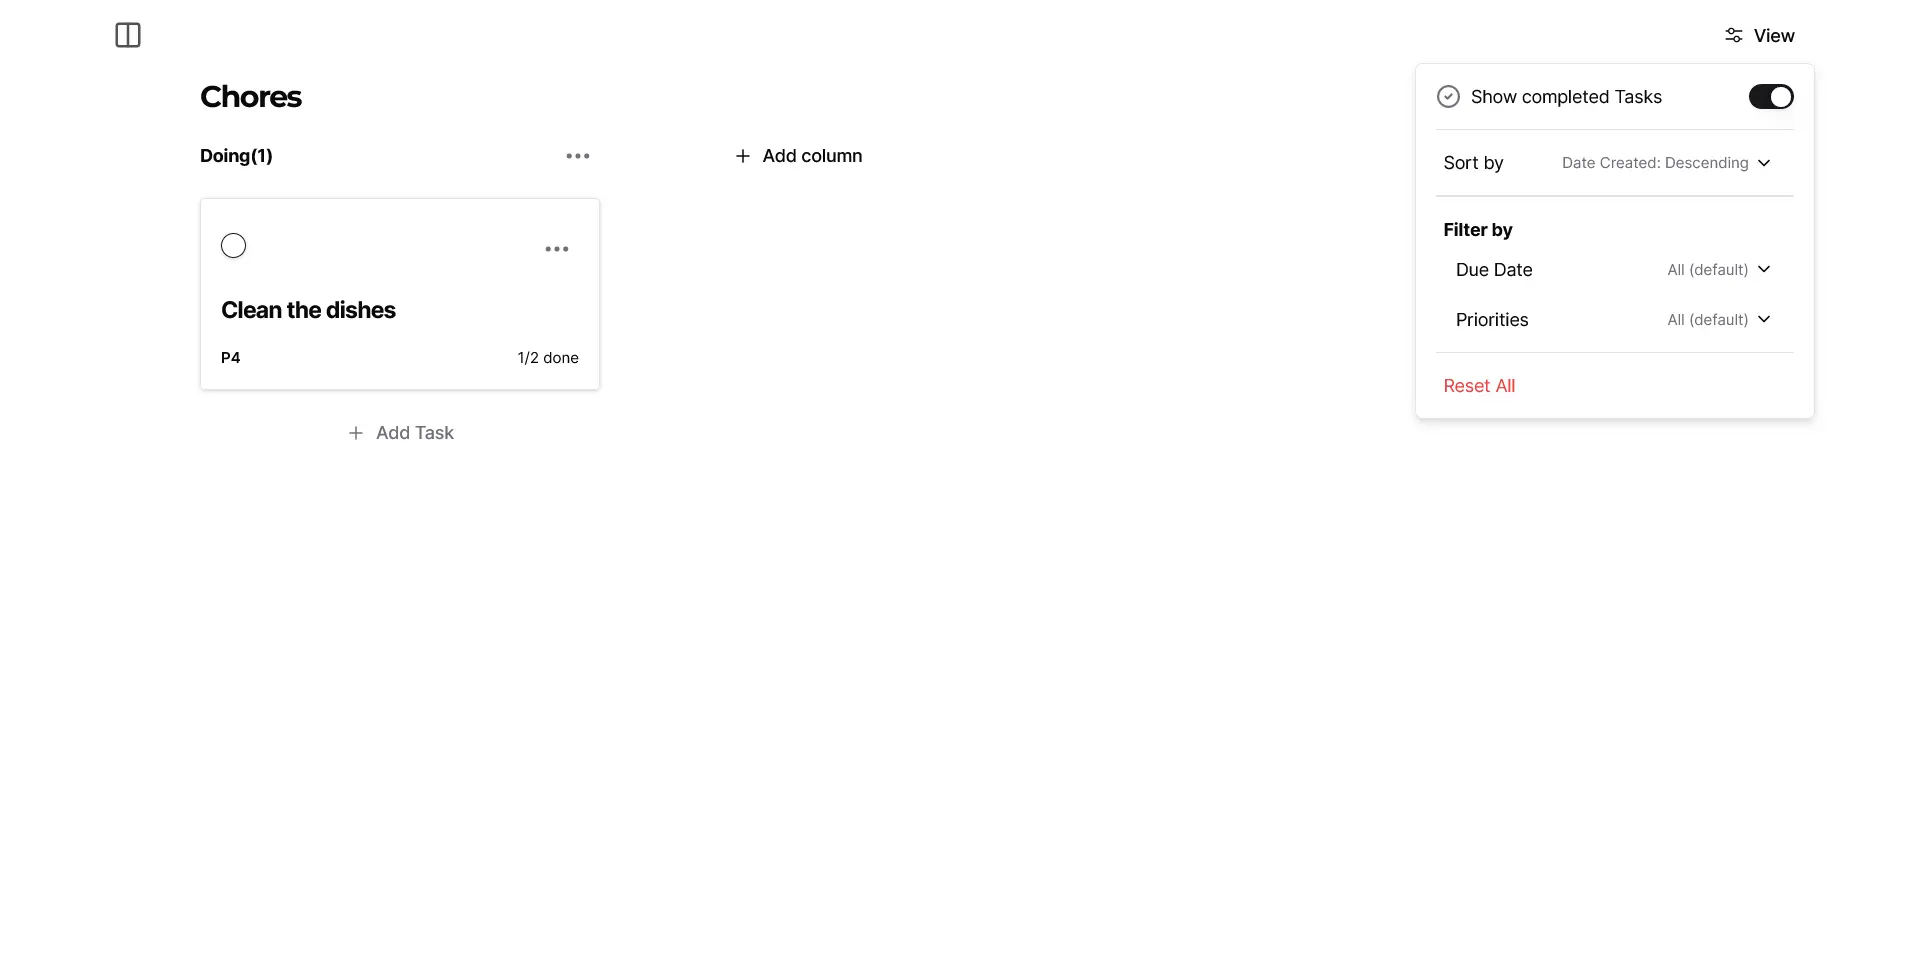 View
Chores
Doing(1)
Add column
Clean the dishes
P4
1/2 done
Add Task
Show completed Tasks
Sort by
Date Created: Descending
Filter by
Due Date
All (default)
Priorities
All (default)
Reset All